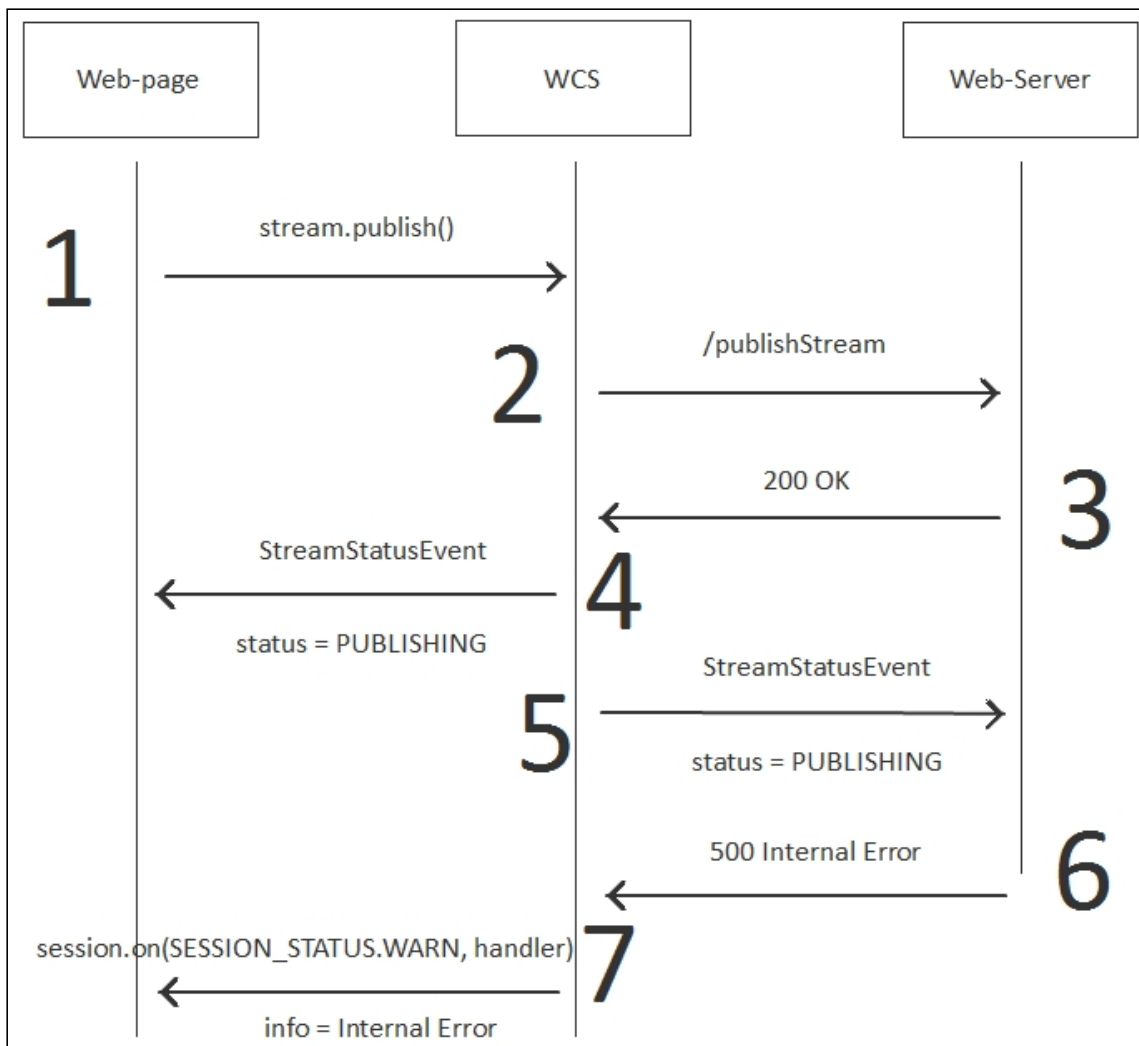 Web-page
WCS
Web-Server
stream.publish()
1
/publishStream
2
200 OK
3
StreamStatusEvent
4
status = PUBLISHING
StreamStatusEvent
5
status = PUBLISHING
500 Internal Error
6
session.on(SESSION_STATUS.WARN, handler)
7
info = Internal Error